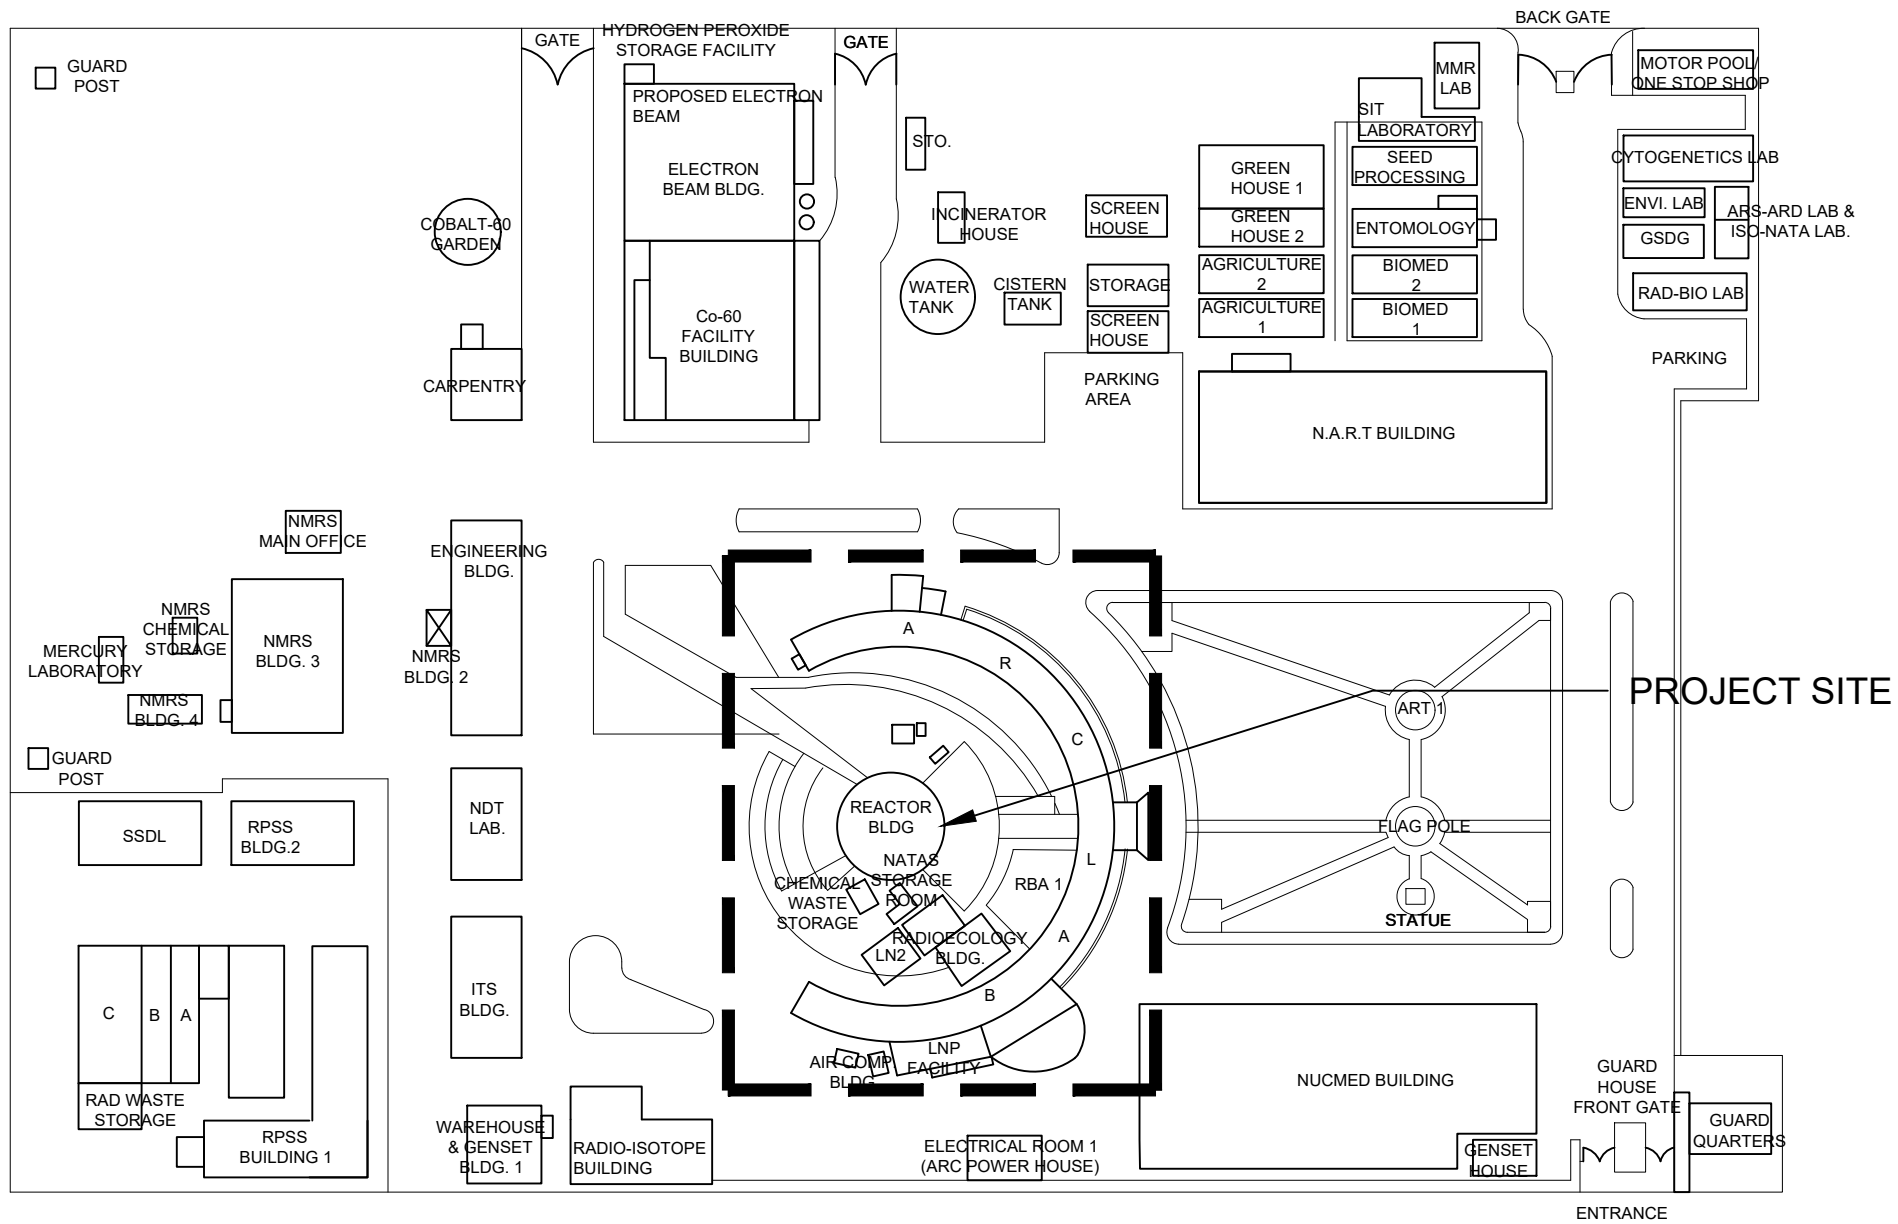 BACK GATE
HYDROGEN PEROXIDE
STORAGE FACILITY
GATE
GATE
GUARD
POST
MOTOR POOL/
ONE STOP SHOP
MMR
LAB
PROPOSED ELECTRON
BEAM
SIT
LABORATORY
STO.
ELECTRON
BEAM BLDG.
GREEN
HOUSE 1
SEED
PROCESSING
CYTOGENETICS LAB
COBALT-60
GARDEN
INCINERATOR
HOUSE
SCREEN
HOUSE
GREEN
HOUSE 2
ENTOMOLOGY
ENVI. LAB
ARS-ARD LAB &
ISO-NATA LAB.
GSDG
WATER
TANK
CISTERN
TANK
STORAGE
AGRICULTURE
2
BIOMED
2
RAD-BIO LAB
Co-60
FACILITY
BUILDING
SCREEN
HOUSE
AGRICULTURE
1
BIOMED
1
PARKING
CARPENTRY
PARKING
AREA
N.A.R.T BUILDING
NMRS
MAIN OFFICE
ENGINEERING
BLDG.
NMRS
CHEMICAL
STORAGE
MERCURY
LABORATORY
NMRS
BLDG. 3
NMRS
BLDG. 2
NMRS
BLDG. 4
A
R
C
L
A
B
ART 1
PROJECT SITE
GUARD
POST
SSDL
RPSS
BLDG.2
NDT
LAB.
REACTOR
BLDG
FLAG POLE
NATAS
STORAGE
ROOM
CHEMICAL
WASTE
STORAGE
RBA 1
STATUE
RADIOECOLOGY
BLDG.
LN2
C
B
A
ITS
BLDG.
AIR COMP
BLDG.
LNP
FACILITY
NUCMED BUILDING
GUARD
HOUSE
FRONT GATE
RAD WASTE
STORAGE
RPSS
BUILDING 1
WAREHOUSE
& GENSET
BLDG. 1
RADIO-ISOTOPE
BUILDING
ELECTRICAL ROOM 1
(ARC POWER HOUSE)
GENSET
HOUSE
GUARD
QUARTERS
ENTRANCE